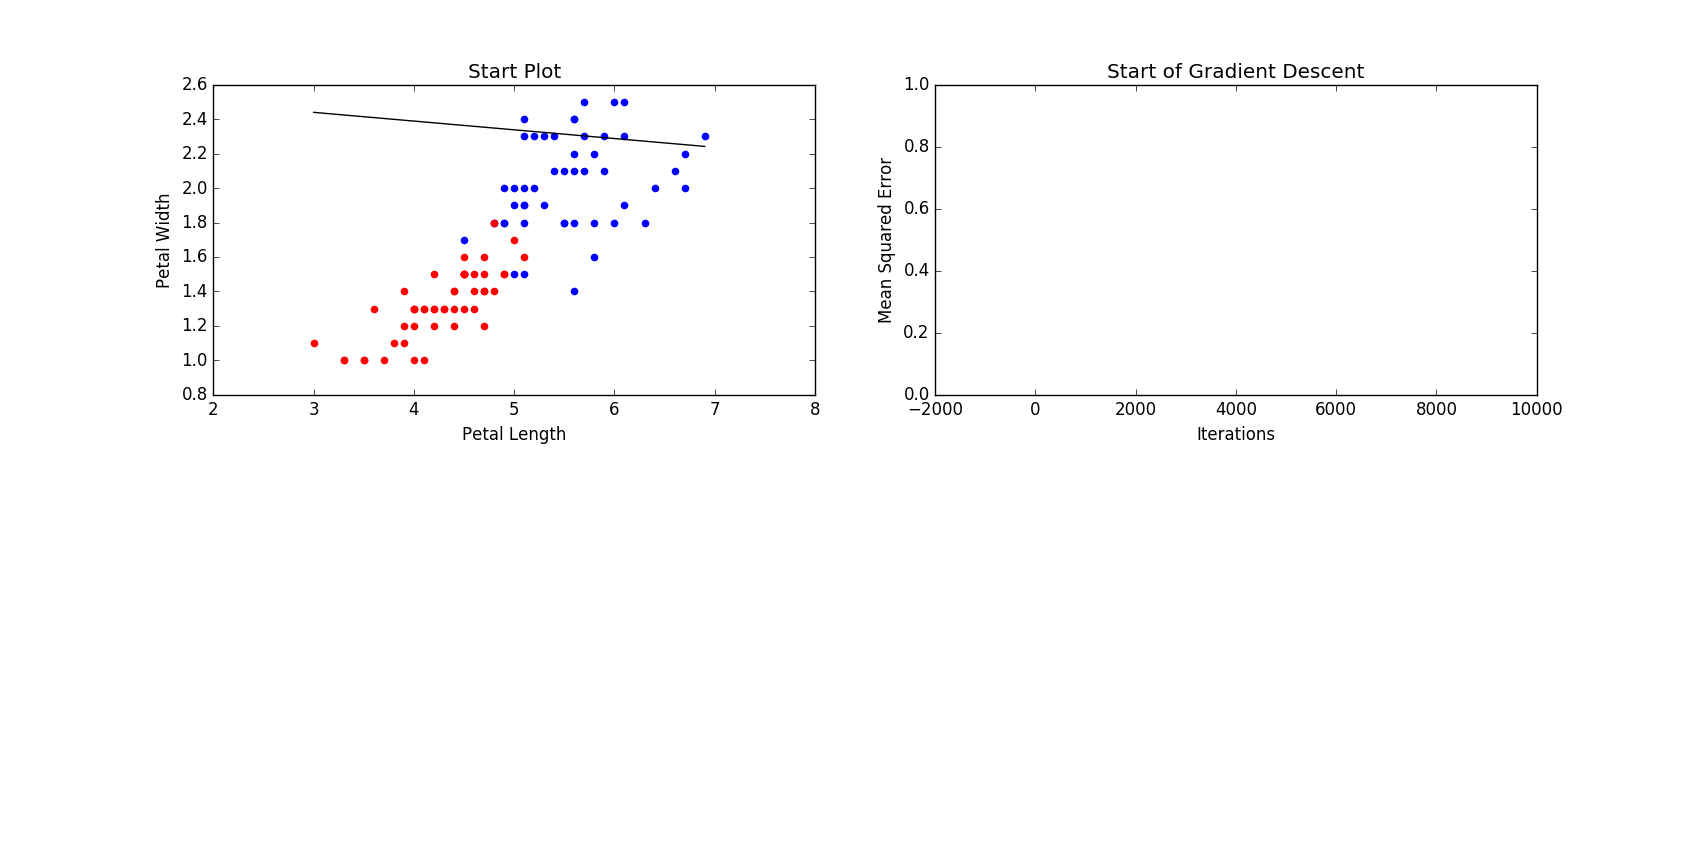 Start Plot
2.6
2.4
2.2
2.0
1.8
1.6
1.4
1.2
1.0
0.8
Petal Width
2 3 4 5 6 7 8
Petal Length
Start of Gradient Descent
1.0
0.8
0.6
0.4
0.2
0.0
Mean Squared Error
−2000 0 2000 4000 6000 8000 10000
Iterations